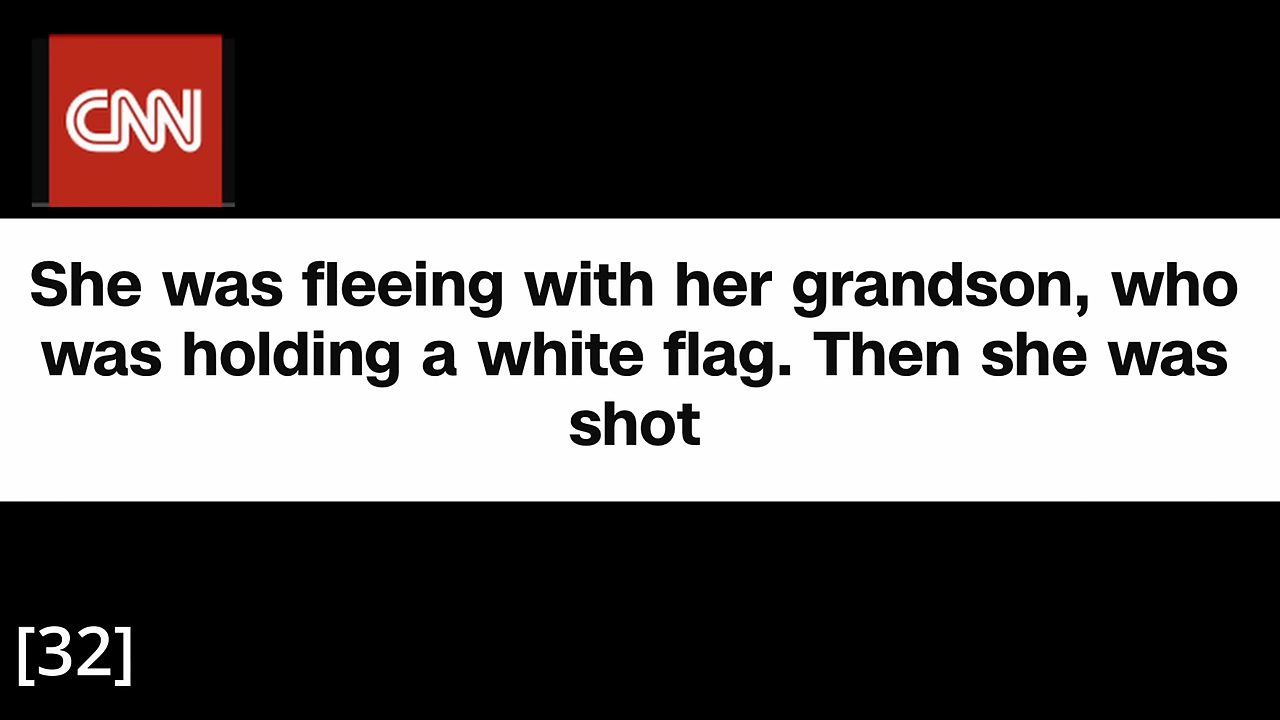 CNN
She was fleeing with her grandson, who
was holding a white flag. Then she was
shot
[32]